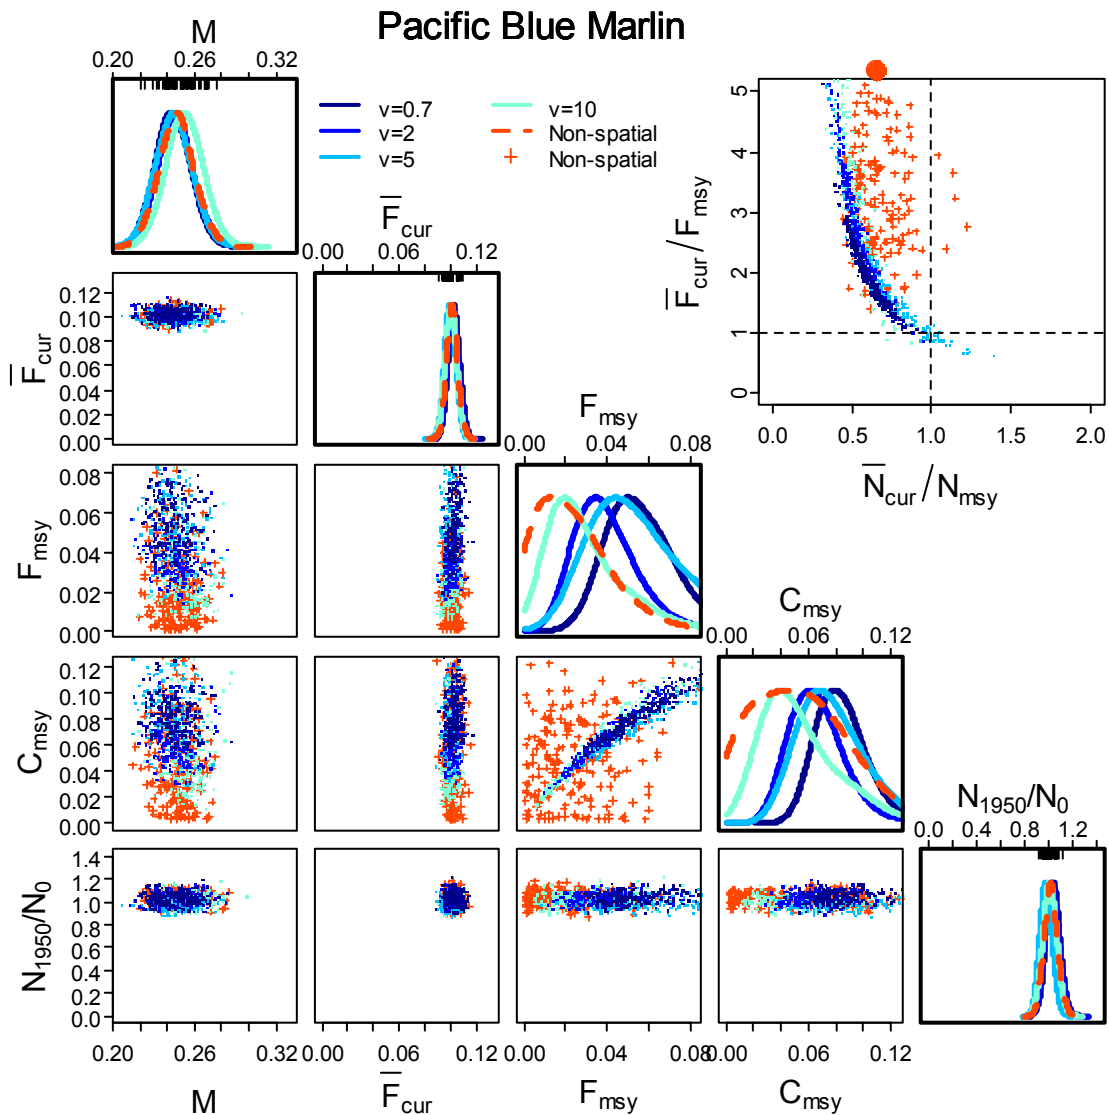 Pacific Blue Marlin
M
0.20 0.26 0.32
v=0.7
v=2
v=5
v=10
Non-spatial
Non-spatial
F̅cur
0.00 0.06 0.12
F̅cur/Fmsy
0 1 2 3 4 5
0.0 0.5 1.0 1.5 2.0
N̅cur/Nmsy
F̅cur
0.12
0.10
0.08
0.06
0.04
0.02
0.00
Fmsy
0.00 0.04 0.08
Fmsy
0.08
0.06
0.04
0.02
0.00
Cmsy
0.00 0.06 0.12
Cmsy
0.12
0.10
0.08
0.06
0.04
0.02
0.00
N1950/N0
0.0 0.4 0.8 1.2
N1950/N0
1.4
1.2
1.0
0.8
0.6
0.4
0.2
0.0
0.20 0.26 0.32
0.00 0.06 0.12
0.00 0.04 0.08
0.00 0.06 0.12
M
F̅cur
Fmsy
Cmsy